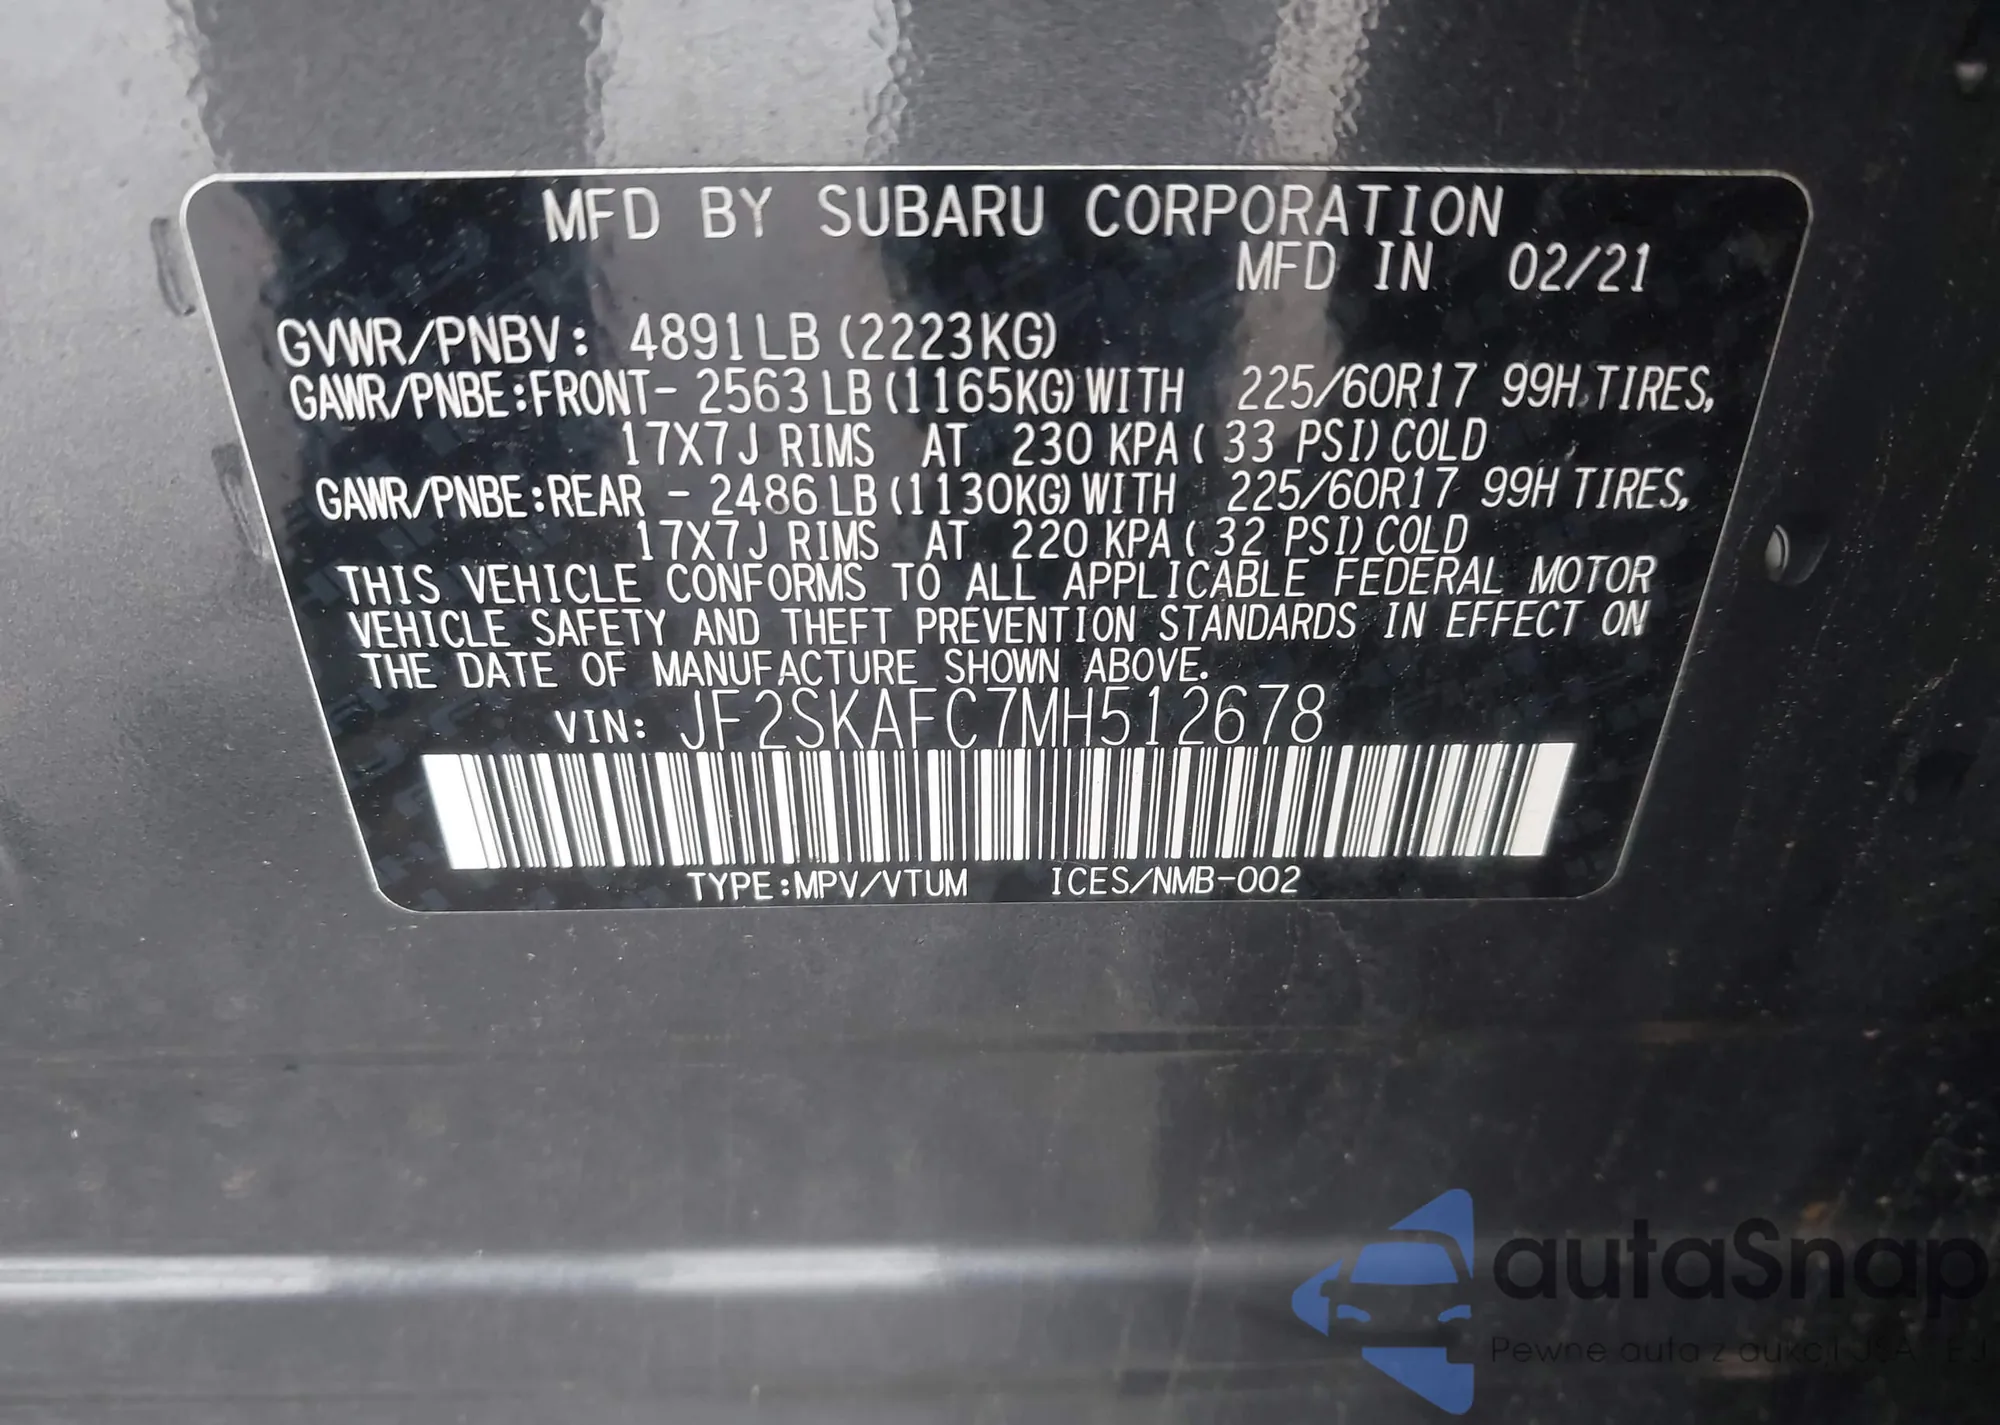 MFD BY SUBARU CORPORATION
MFD IN 02/21
GVWR/PNBV: 4891LB (2223KG)
GAWR/PNBE:FRONT- 2563 LB (1165KG) WITH 225/60R17 99H TIRES,
17X7J RIMS AT 230 KPA ( 33 PSI) COLD
GAWR/PNBE:REAR - 2486 LB (1130KG) WITH 225/60R17 99H TIRES,
17X7J RIMS AT 220 KPA ( 32 PSI) COLD
THIS VEHICLE CONFORMS TO ALL APPLICABLE FEDERAL MOTOR
VEHICLE SAFETY AND THEFT PREVENTION STANDARDS IN EFFECT ON
THE DATE OF MANUFACTURE SHOWN ABOVE.
VIN: JF2SKAFC7MH512678
TYPE:MPV/VTUM ICES/NMB-002
autaSnap
Pewne auta z aukcji